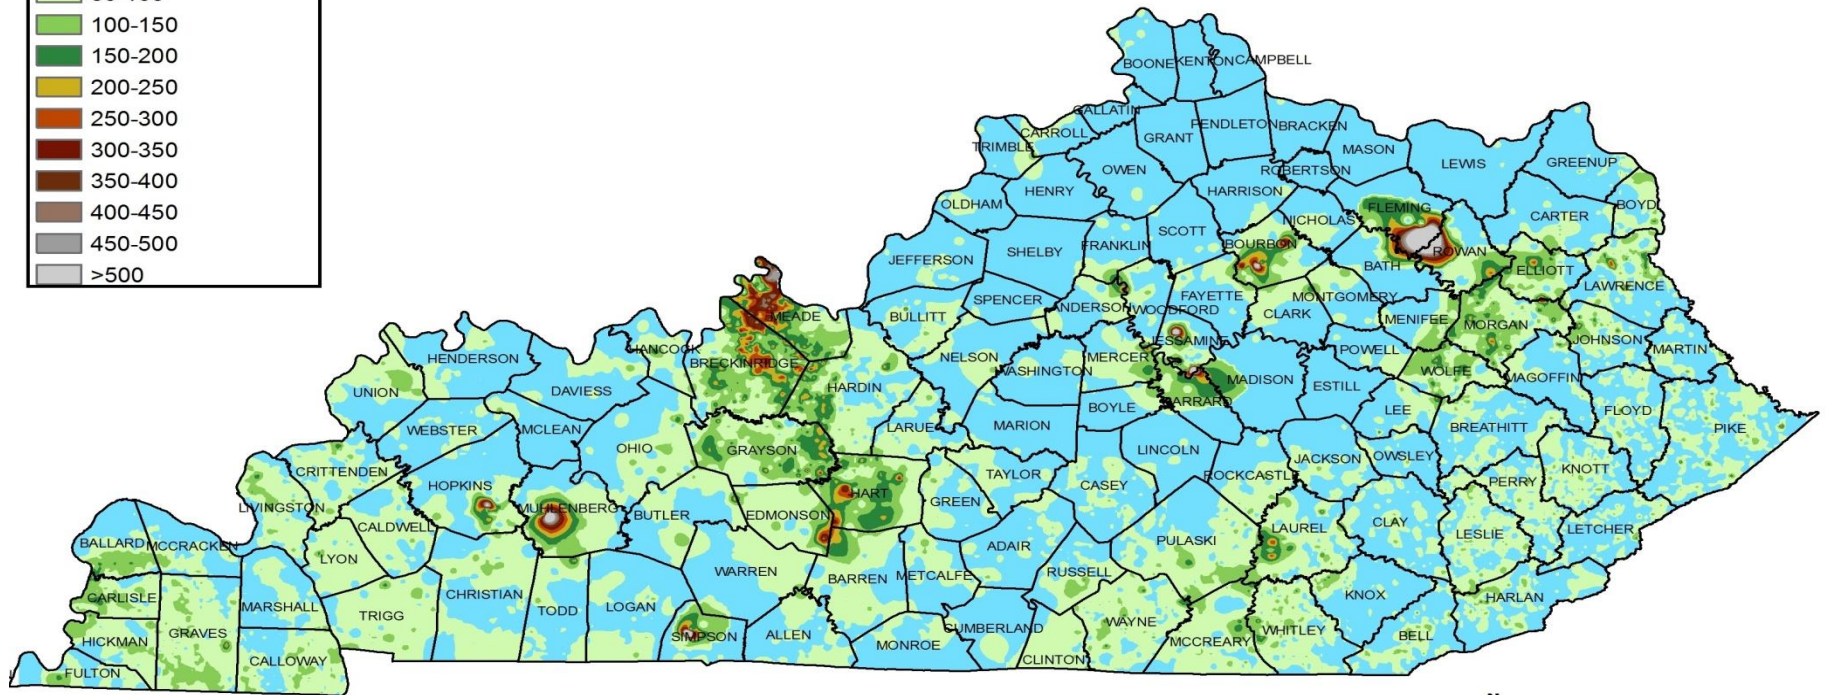 100-150
150-200
200-250
250-300
300-350
350-400
400-450
450-500
>500
BOONE
KENTON
CAMPBELL
GALLATIN
CARROLL
TRIMBLE
GRANT
PENDLETON
BRACKEN
MASON
LEWIS
GREENUP
OWEN
ROBERTSON
HENRY
HARRISON
OLDHAM
FLEMING
CARTER
BOYD
NICHOLAS
SCOTT
SHELBY
FRANKLIN
BOURBON
ROWAN
JEFFERSON
BATH
ELLIOTT
LAWRENCE
SPENCER
ANDERSON
WOODFORD
FAYETTE
MONTGOMERY
CLARK
MENIFEE
MORGAN
MEADE
BULLITT
JESSAMINE
POWELL
JOHNSON
MARTIN
HANCOCK
BRECKINRIDGE
HENDERSON
NELSON
MERCER
WASHINGTON
MADISON
ESTILL
WOLFE
MAGOFFIN
UNION
DAVIESS
HARDIN
GARRARD
BOYLE
LEE
FLOYD
PIKE
WEBSTER
MCLEAN
OHIO
LARUE
MARION
BREATHITT
GRAYSON
LINCOLN
ROCKCASTLE
JACKSON
OWSLEY
CRITTENDEN
HOPKINS
HART
TAYLOR
CASEY
KNOTT
PERRY
GREEN
LIVINGSTON
MUHLENBERG
BUTLER
EDMONSON
CALDWELL
LAUREL
CLAY
LESLIE
LETCHER
BALLARD
MCCRACKEN
LYON
ADAIR
PULASKI
WARREN
BARREN
METCALFE
RUSSELL
CARLISLE
MARSHALL
CHRISTIAN
TODD
LOGAN
KNOX
HARLAN
TRIGG
HICKMAN
GRAVES
SIMPSON
ALLEN
MONROE
CUMBERLAND
WAYNE
WHITLEY
BELL
MCCREARY
CALLOWAY
CLINTON
FULTON